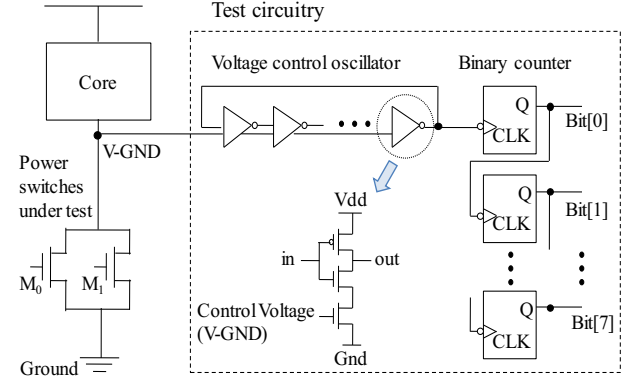 Test circuitry
Core
Voltage control oscillator
Binary counter
V-GND
Q
CLK
Bit[0]
Power
switches
under test
Q
CLK
Bit[1]
Vdd
in
out
M0
M1
Control Voltage
(V-GND)
Q
CLK
Bit[7]
Ground
Gnd